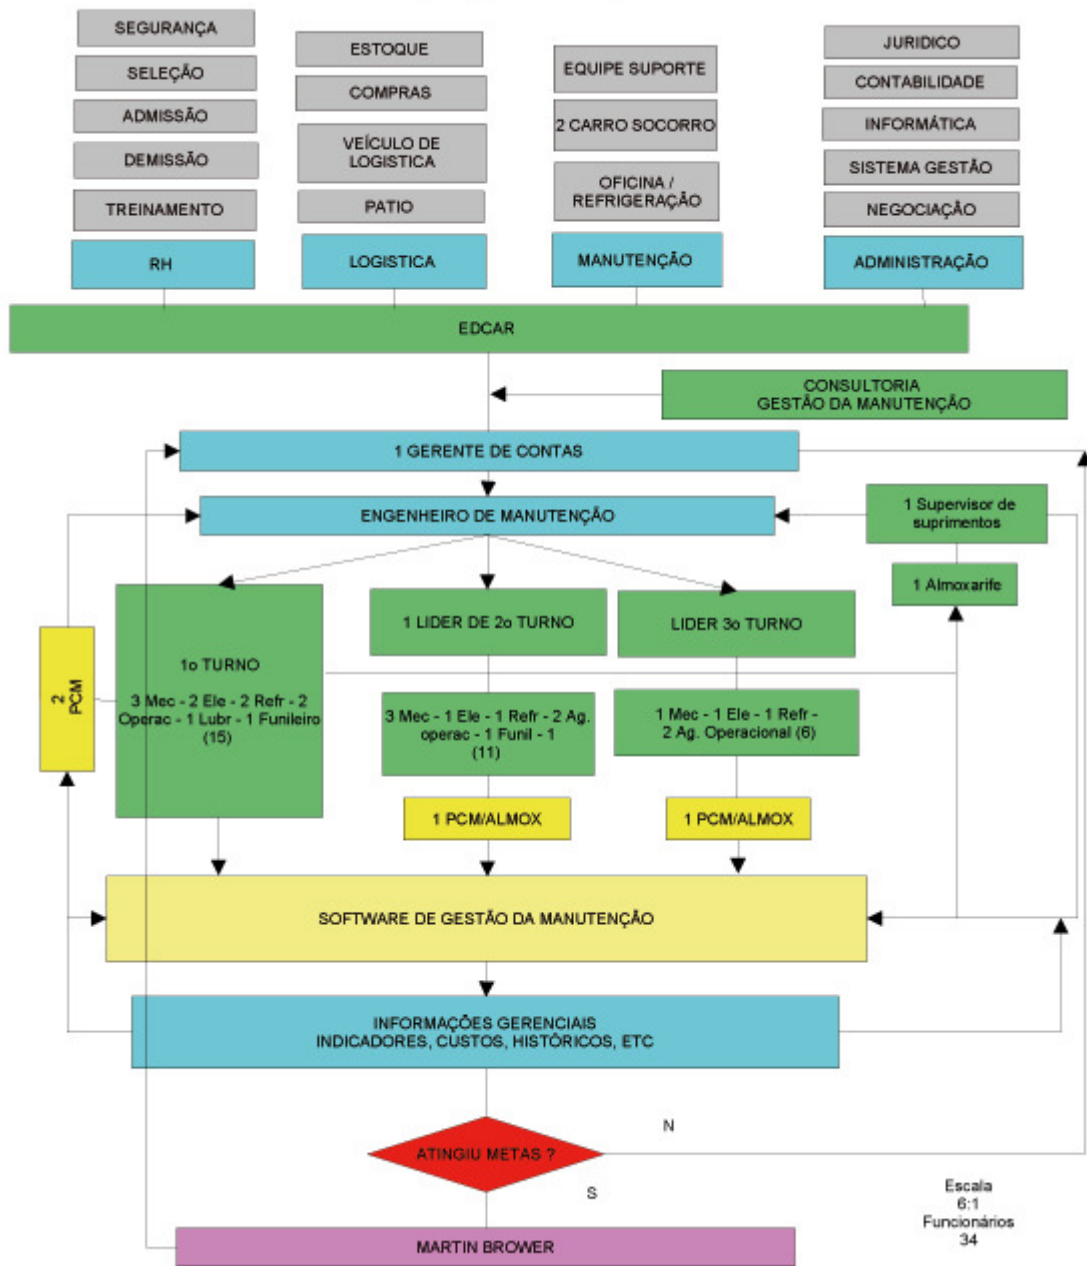 SEGURANÇA
SELEÇÃO
ADMISSÃO
DEMISSÃO
TREINAMENTO
RH
ESTOQUE
COMPRAS
VEÍCULO DE
LOGISTICA
PATIO
LOGISTICA
EQUIPE SUPORTE
2 CARRO SOCORRO
OFICINA /
REFRIGERAÇÃO
MANUTENÇÃO
JURIDICO
CONTABILIDADE
INFORMÁTICA
SISTEMA GESTÃO
NEGOCIAÇÃO
ADMINISTRAÇÃO
EDCAR
CONSULTORIA
GESTÃO DA MANUTENÇÃO
1 GERENTE DE CONTAS
ENGENHEIRO DE MANUTENÇÃO
1 Supervisor de
suprimentos
1 Almoxarife
2
PCM
1o TURNO
3 Mec - 2 Ele - 2 Refr - 2
Operac - 1 Lubr - 1 Funileiro
(15)
1 LIDER DE 2o TURNO
3 Mec - 1 Ele - 1 Refr - 2 Ag.
operac - 1 Funil - 1
(11)
1 PCM/ALMOX
LIDER 3o TURNO
1 Mec - 1 Ele - 1 Refr -
2 Ag. Operacional (6)
1 PCM/ALMOX
SOFTWARE DE GESTÃO DA MANUTENÇÃO
INFORMAÇÕES GERENCIAIS
INDICADORES, CUSTOS, HISTÓRICOS, ETC
ATINGIU METAS ?
N
S
MARTIN BROWER
Escala
6:1
Funcionários
34